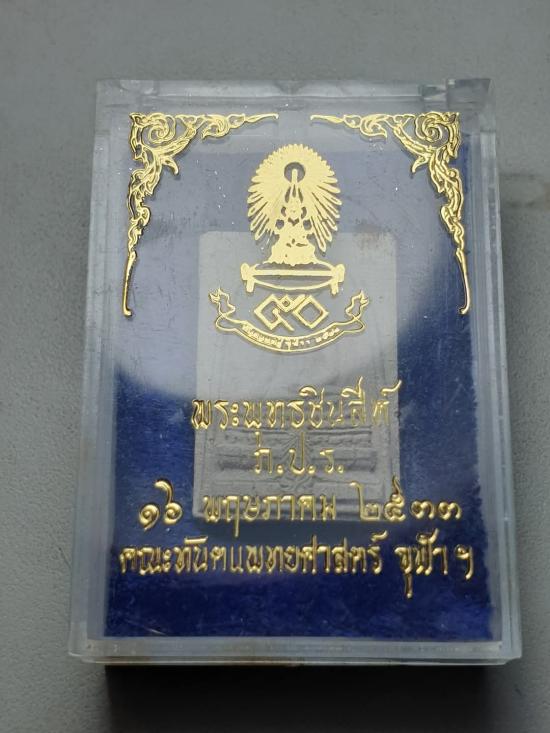 ๕๐
พระพุทธชินสีห์
ภ.ป.ร.
๑๖ พฤษภาคม ๒๕๓๓
คณะทันตแพทยศาสตร์ จุฬาฯ